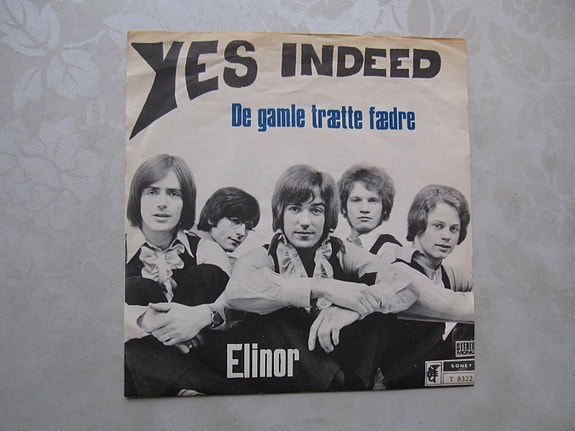 YES INDEED
De gamle trætte fædre
Elinor
STEREO
MONO
SONET
T 8322